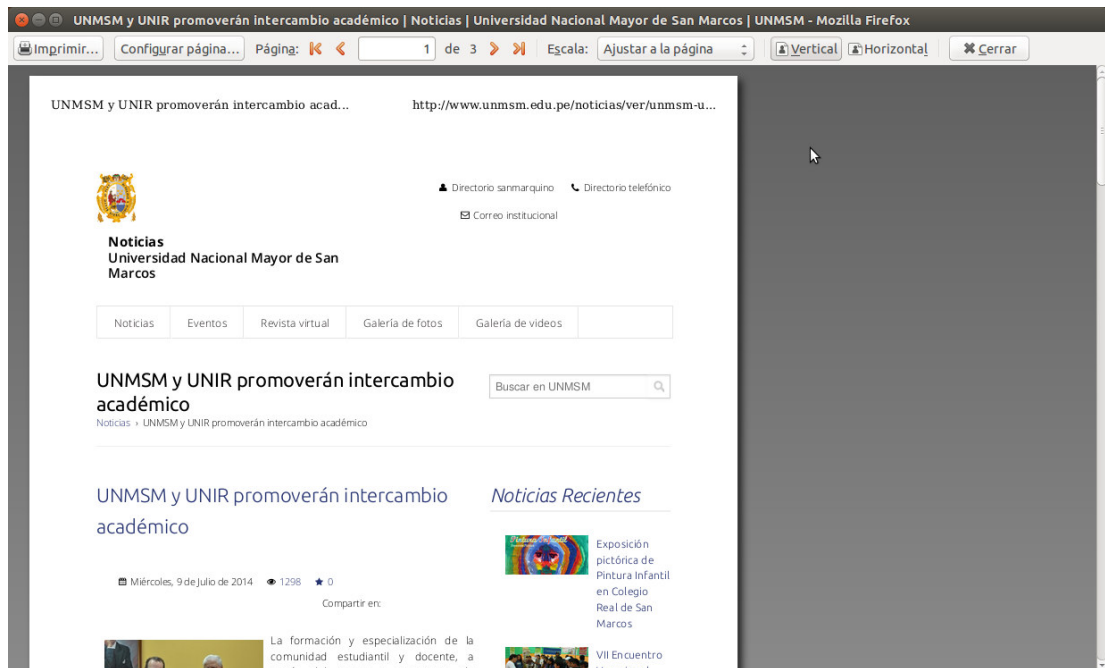 UNMSM y UNIR promoverán intercambio académico | Noticias | Universidad Nacional Mayor de San Marcos | UNMSM - Mozilla Firefox
Imprimir... Configurar página... Página: 1 de 3 Escala: Ajustar a la página Vertical Horizontal Cerrar
UNMSM y UNIR promoverán intercambio acad... http://www.unmsm.edu.pe/noticias/ver/unmsm-u...
Directorio sanmarquino Directorio telefónico
Correo institucional
Noticias
Universidad Nacional Mayor de San
Marcos
Noticias Eventos Revista virtual Galería de fotos Galería de videos
UNMSM y UNIR promoverán intercambio
académico
Buscar en UNMSM
Noticias › UNMSM y UNIR promoverán intercambio académico
UNMSM y UNIR promoverán intercambio
académico
Miércoles, 9 de Julio de 2014 1298 0
Compartir en:
La formación y especialización de la
comunidad estudiantil y docente, a
Noticias Recientes
Exposición
pictórica de
Pintura Infantil
en Colegio
Real de San
Marcos
VII Encuentro